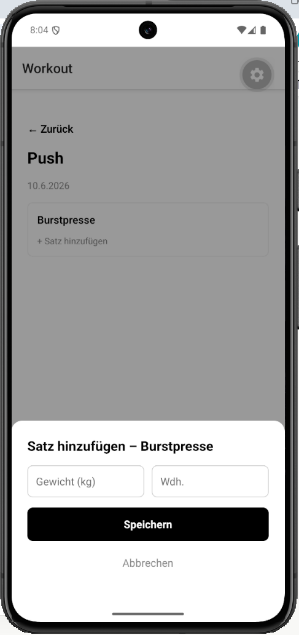 8:04
Workout
← Zurück
Push
10.6.2026
Burstpresse
+ Satz hinzufügen
Satz hinzufügen – Burstpresse
Gewicht (kg)
Wdh.
Speichern
Abbrechen